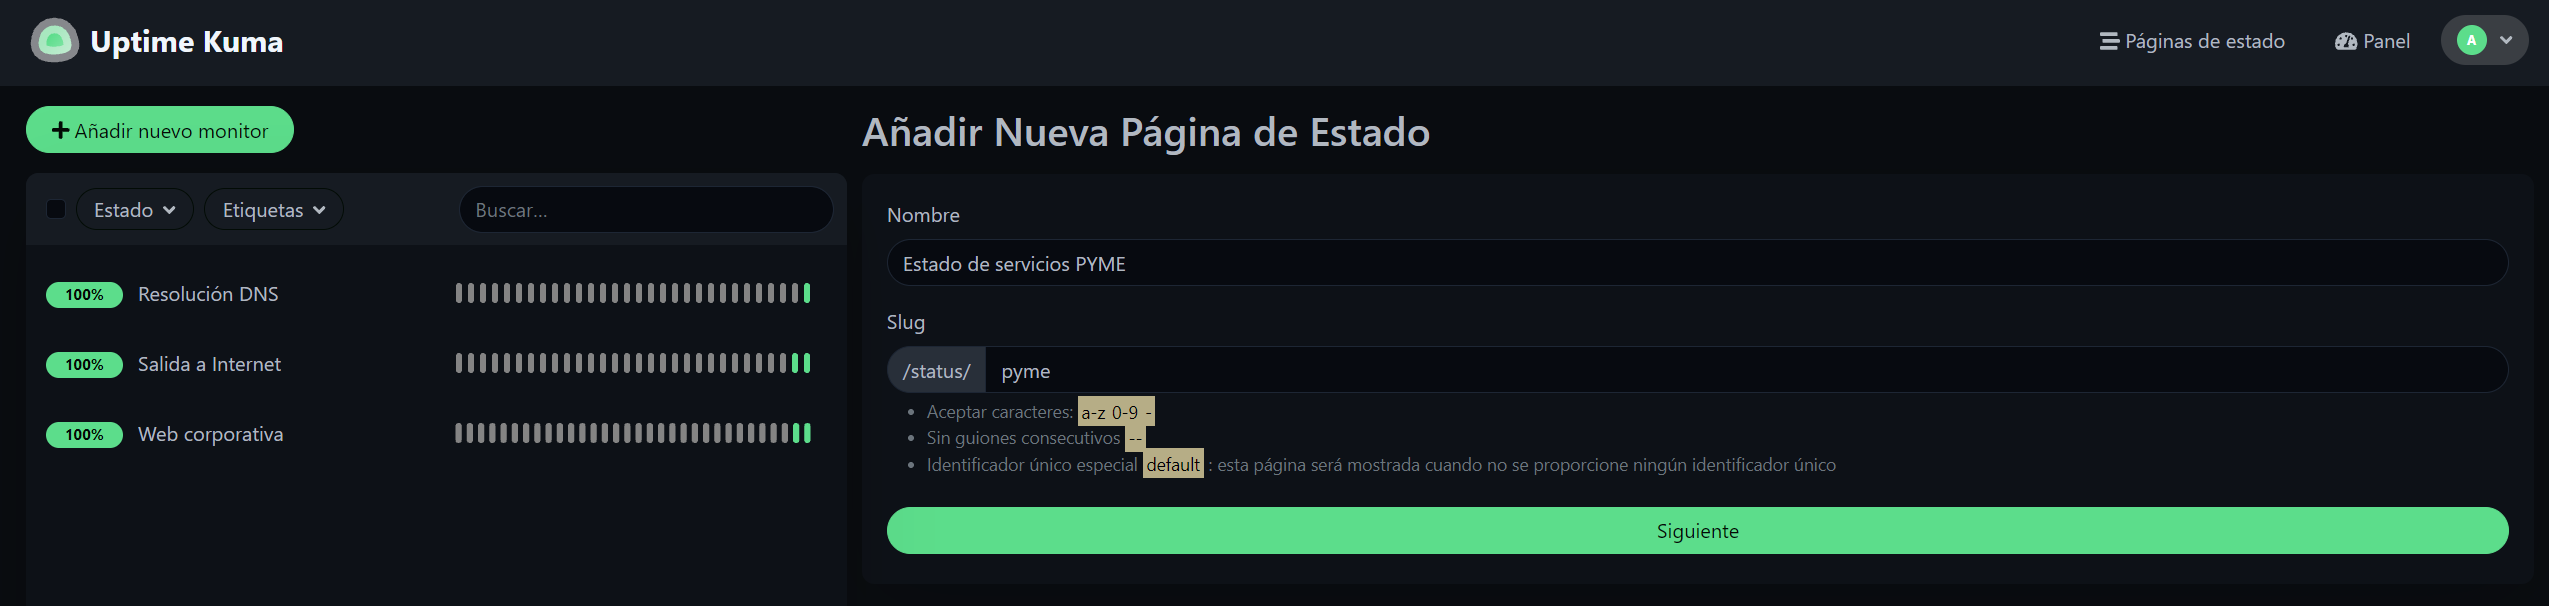 Uptime Kuma
Páginas de estado
Panel
A
Añadir nuevo monitor
Estado
Etiquetas
Buscar...
100% Resolución DNS
100% Salida a Internet
100% Web corporativa
Añadir Nueva Página de Estado
Nombre
Estado de servicios PYME
Slug
/status/ pyme
Aceptar caracteres: a-z 0-9 -
Sin guiones consecutivos --
Identificador único especial default : esta página será mostrada cuando no se proporcione ningún identificador único
Siguiente